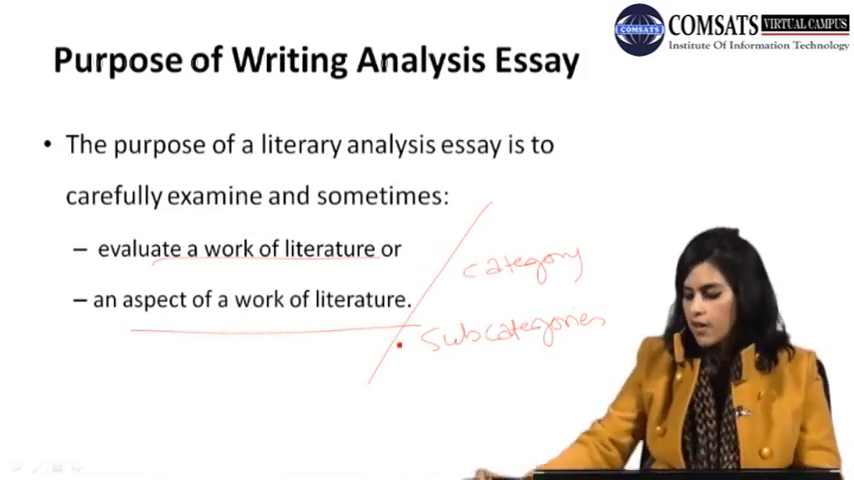 COMSATS VIRTUAL CAMPUS
COMSATS
Institute Of Information Technology
Purpose of Writing Analysis Essay
• The purpose of a literary analysis essay is to
carefully examine and sometimes:
– evaluate a work of literature or
category
– an aspect of a work of literature.
Subcategories